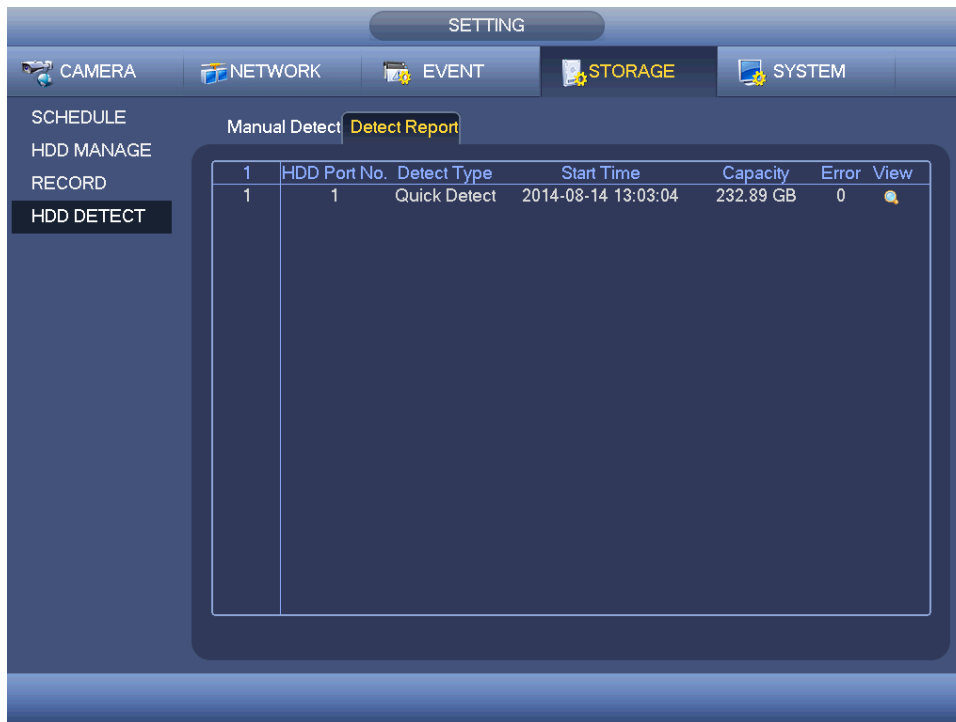 SETTING
CAMERA NETWORK EVENT STORAGE SYSTEM
SCHEDULE
HDD MANAGE
RECORD
HDD DETECT
Manual Detect Detect Report
1 HDD Port No. Detect Type Start Time Capacity Error View
1 1 Quick Detect 2014-08-14 13:03:04 232.89 GB 0